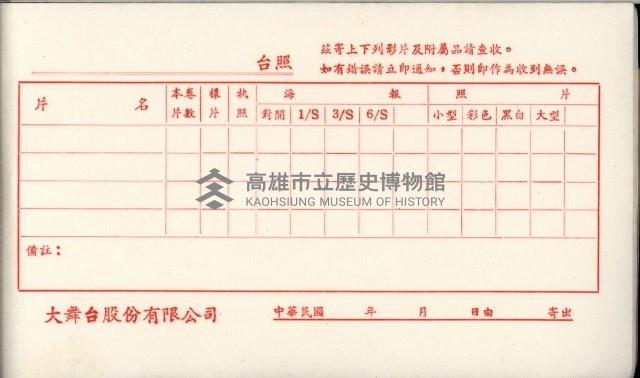 台照
茲寄上下列影片及附屬品請查收。
如有錯誤請立即通知，否則即作為收到無誤。
片名 本卷片數 樣片 執照 海報 照片
對開 1/S 3/S 6/S 小型 彩色 黑白 大型
高雄市立歷史博物館
KAOHSIUNG MUSEUM OF HISTORY
備註：
大舞台股份有限公司
中華民國 年 月 日由 寄出